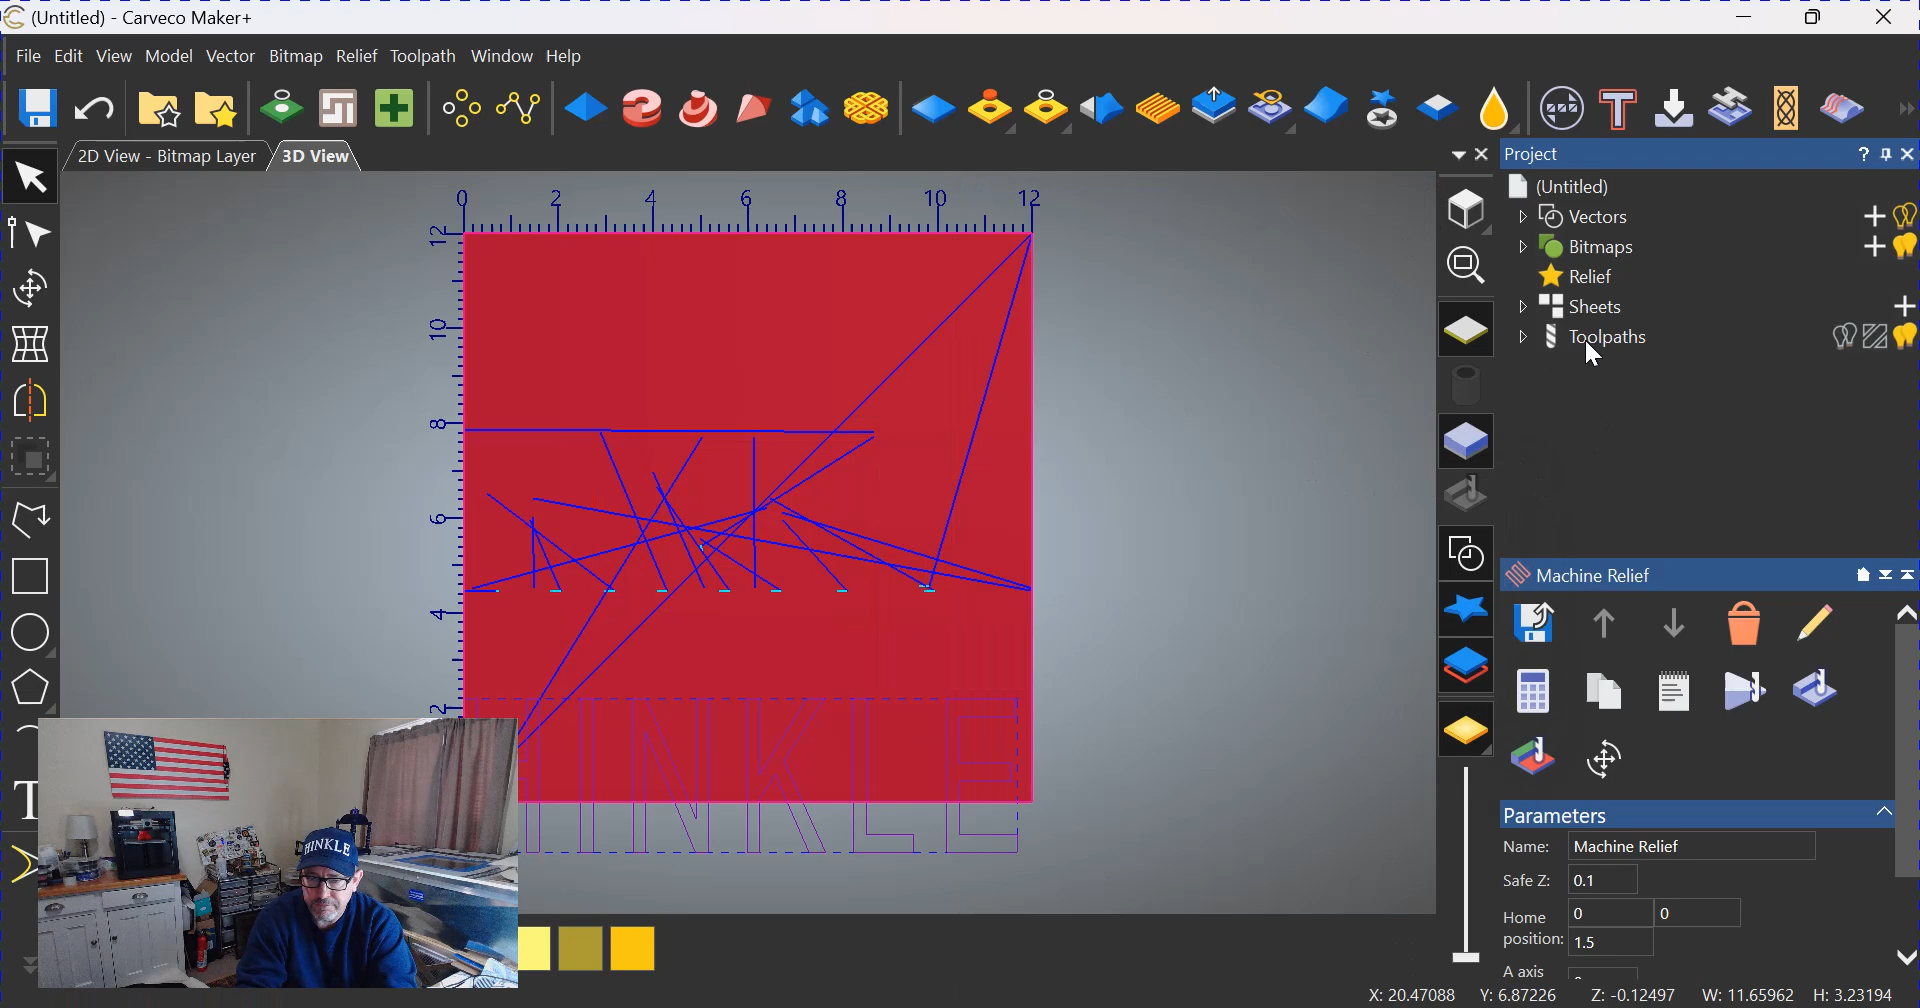 (Untitled) - Carveco Maker+
File Edit View Model Vector Bitmap Relief Toolpath Window Help
2D View - Bitmap Layer 3D View
Project
(Untitled)
Vectors
Bitmaps
Relief
Sheets
Toolpaths
0 2 4 6 8 10 12
12
10
8
6
4
2
HINKLE
T
HINKLE
Machine Relief
Parameters
Name: Machine Relief
Safe Z: 0.1
Home position: 0 0
1.5
A axis
X: 20.47088 Y: 6.87226 Z: -0.12497 W: 11.65962 H: 3.23194